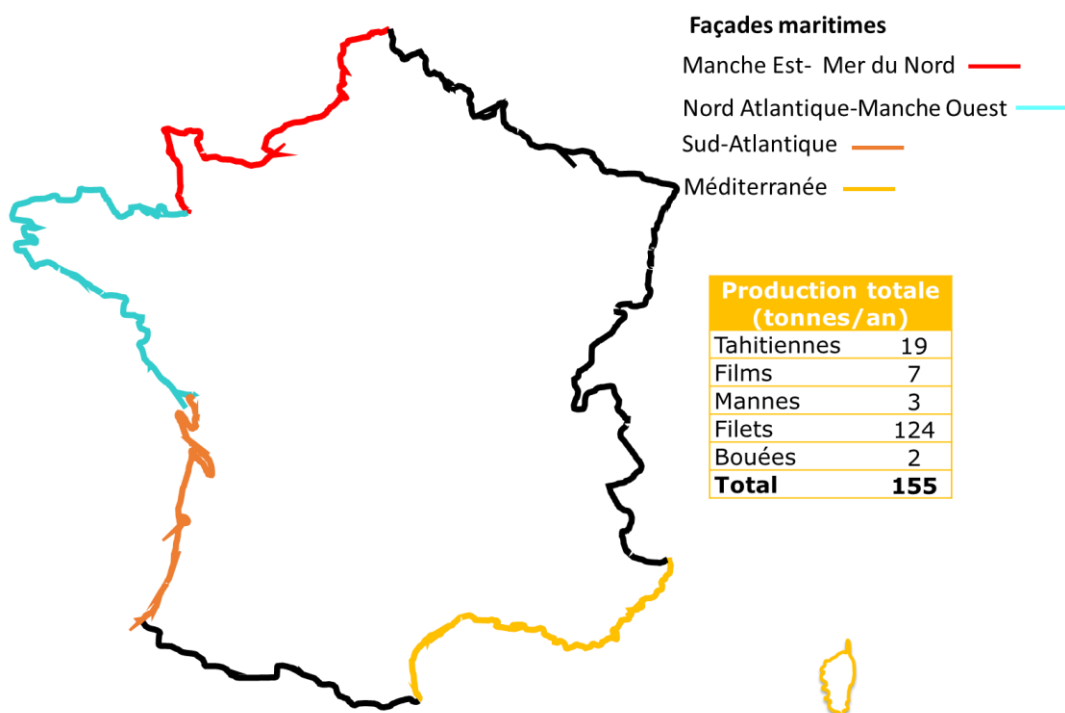 Façades maritimes
Manche Est- Mer du Nord
Nord Atlantique-Manche Ouest
Sud-Atlantique
Méditerranée
Production totale
(tonnes/an)
Tahitiennes 19
Films 7
Mannes 3
Filets 124
Bouées 2
Total 155